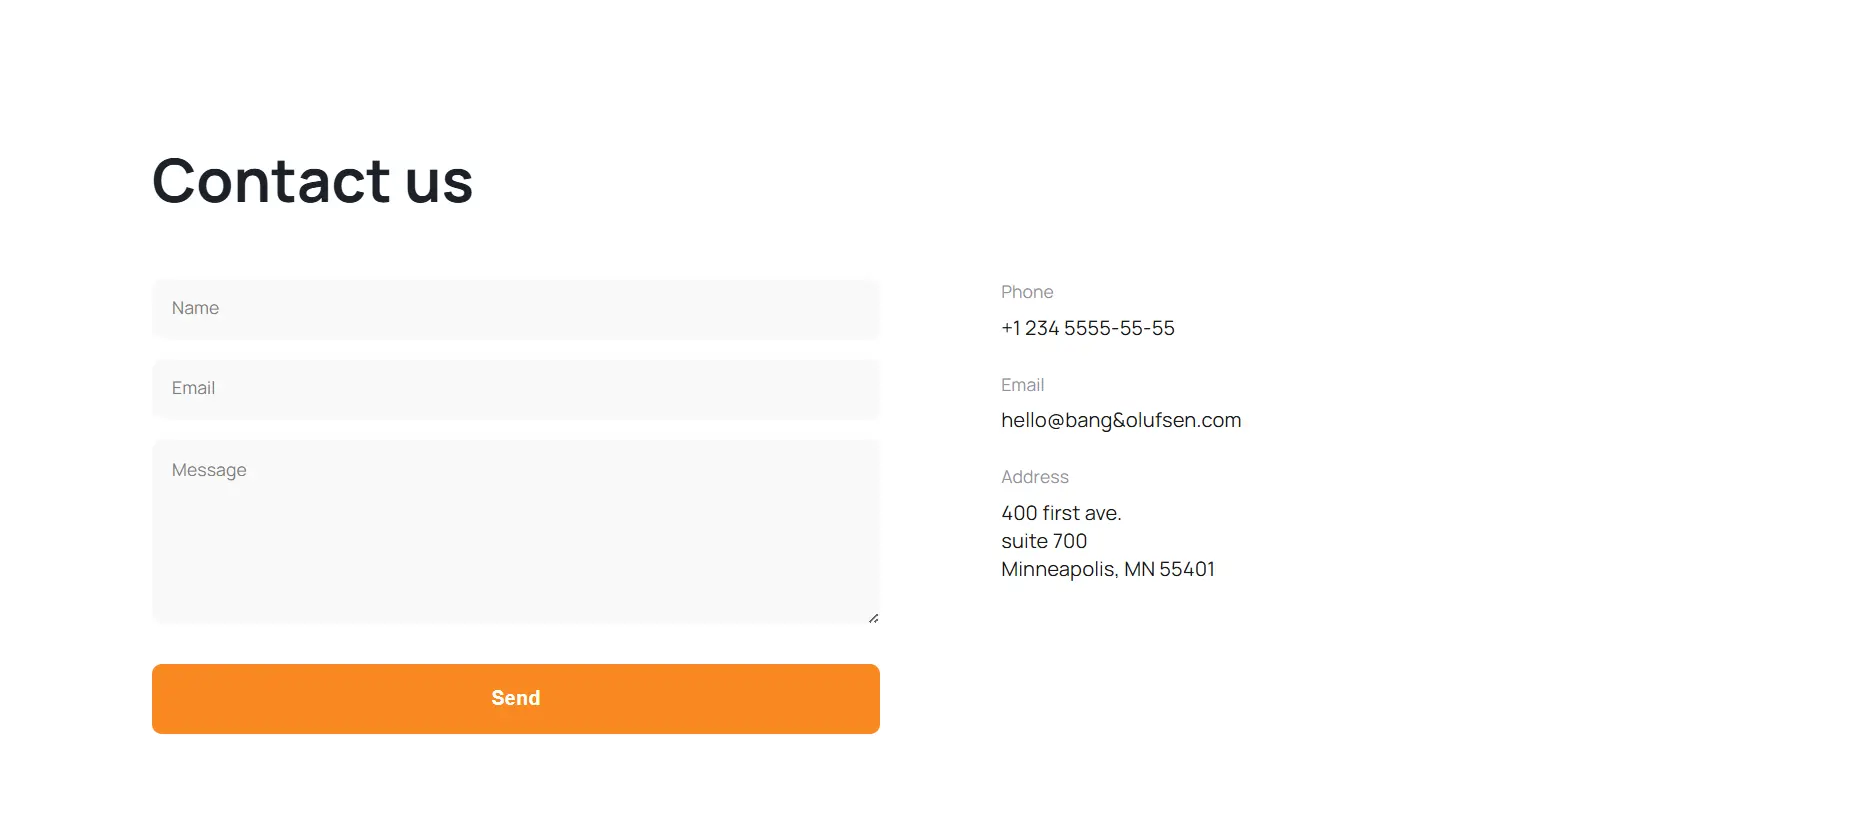 Contact us
Name
Email
Message
Send
Phone
+1 234 5555-55-55
Email
hello@bang&olufsen.com
Address
400 first ave.
suite 700
Minneapolis, MN 55401